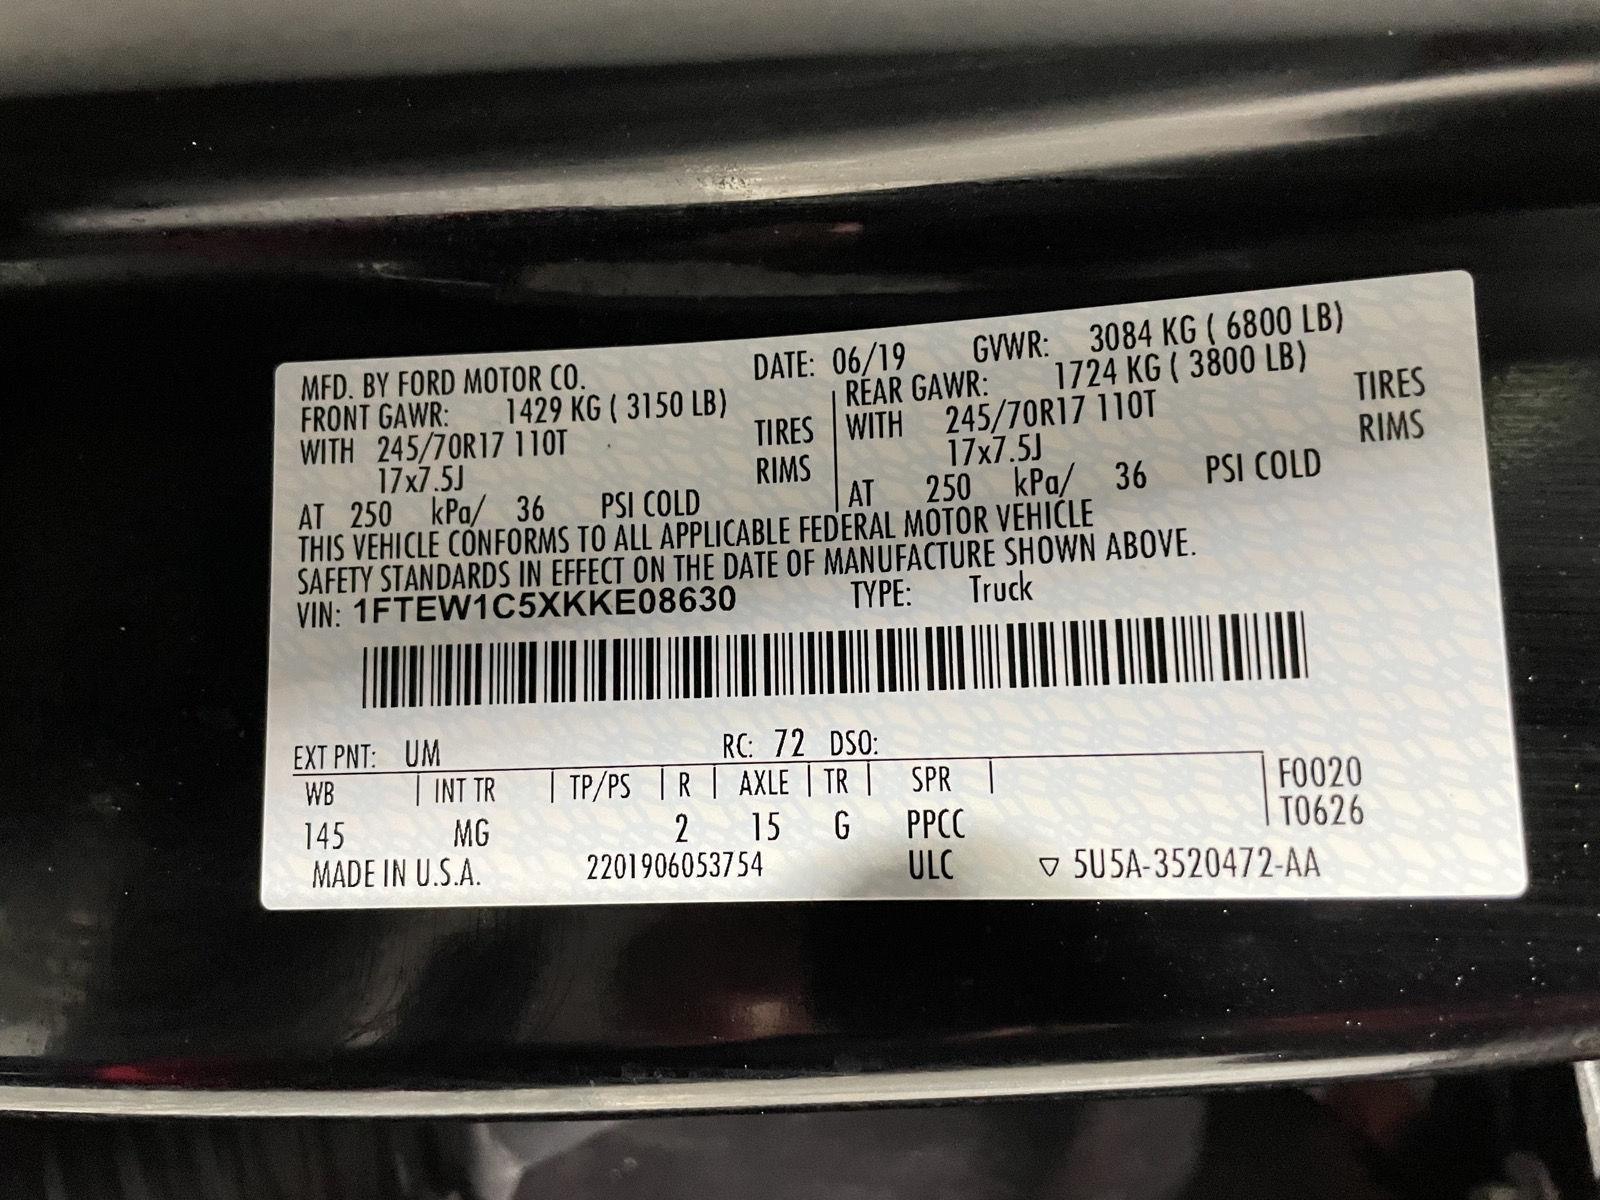 MFD. BY FORD MOTOR CO. DATE: 06/19 GVWR: 3084 KG ( 6800 LB)
FRONT GAWR: 1429 KG ( 3150 LB) REAR GAWR: 1724 KG ( 3800 LB)
WITH 245/70R17 110T TIRES WITH 245/70R17 110T TIRES
17x7.5J RIMS 17x7.5J RIMS
AT 250 kPa/ 36 PSI COLD AT 250 kPa/ 36 PSI COLD
THIS VEHICLE CONFORMS TO ALL APPLICABLE FEDERAL MOTOR VEHICLE
SAFETY STANDARDS IN EFFECT ON THE DATE OF MANUFACTURE SHOWN ABOVE.
VIN: 1FTEW1C5XKKE08630 TYPE: Truck
EXT PNT: UM RC: 72 DSO:
WB | INT TR | TP/PS | R | AXLE | TR | SPR | F0020
T0626
145 MG 2 15 G PPCC
MADE IN U.S.A. 2201906053754 ULC ▽ 5U5A-3520472-AA